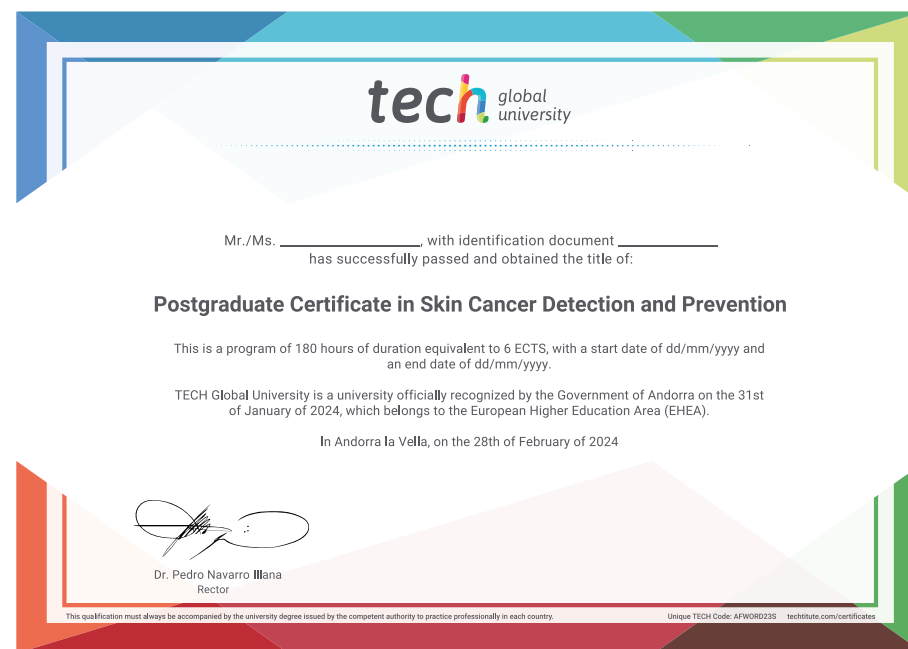 tech global university
Mr./Ms. ____________, with identification document ____________
has successfully passed and obtained the title of:
Postgraduate Certificate in Skin Cancer Detection and Prevention
This is a program of 180 hours of duration equivalent to 6 ECTS, with a start date of dd/mm/yyyy and
an end date of dd/mm/yyyy.
TECH Global University is a university officially recognized by the Government of Andorra on the 31st
of January of 2024, which belongs to the European Higher Education Area (EHEA).
In Andorra la Vella, on the 28th of February of 2024
Dr. Pedro Navarro Illana
Rector
This qualification must always be accompanied by the university degree issued by the competent authority to practice professionally in each country.
Unique TECH Code: AFWORD23S techtitute.com/certificates